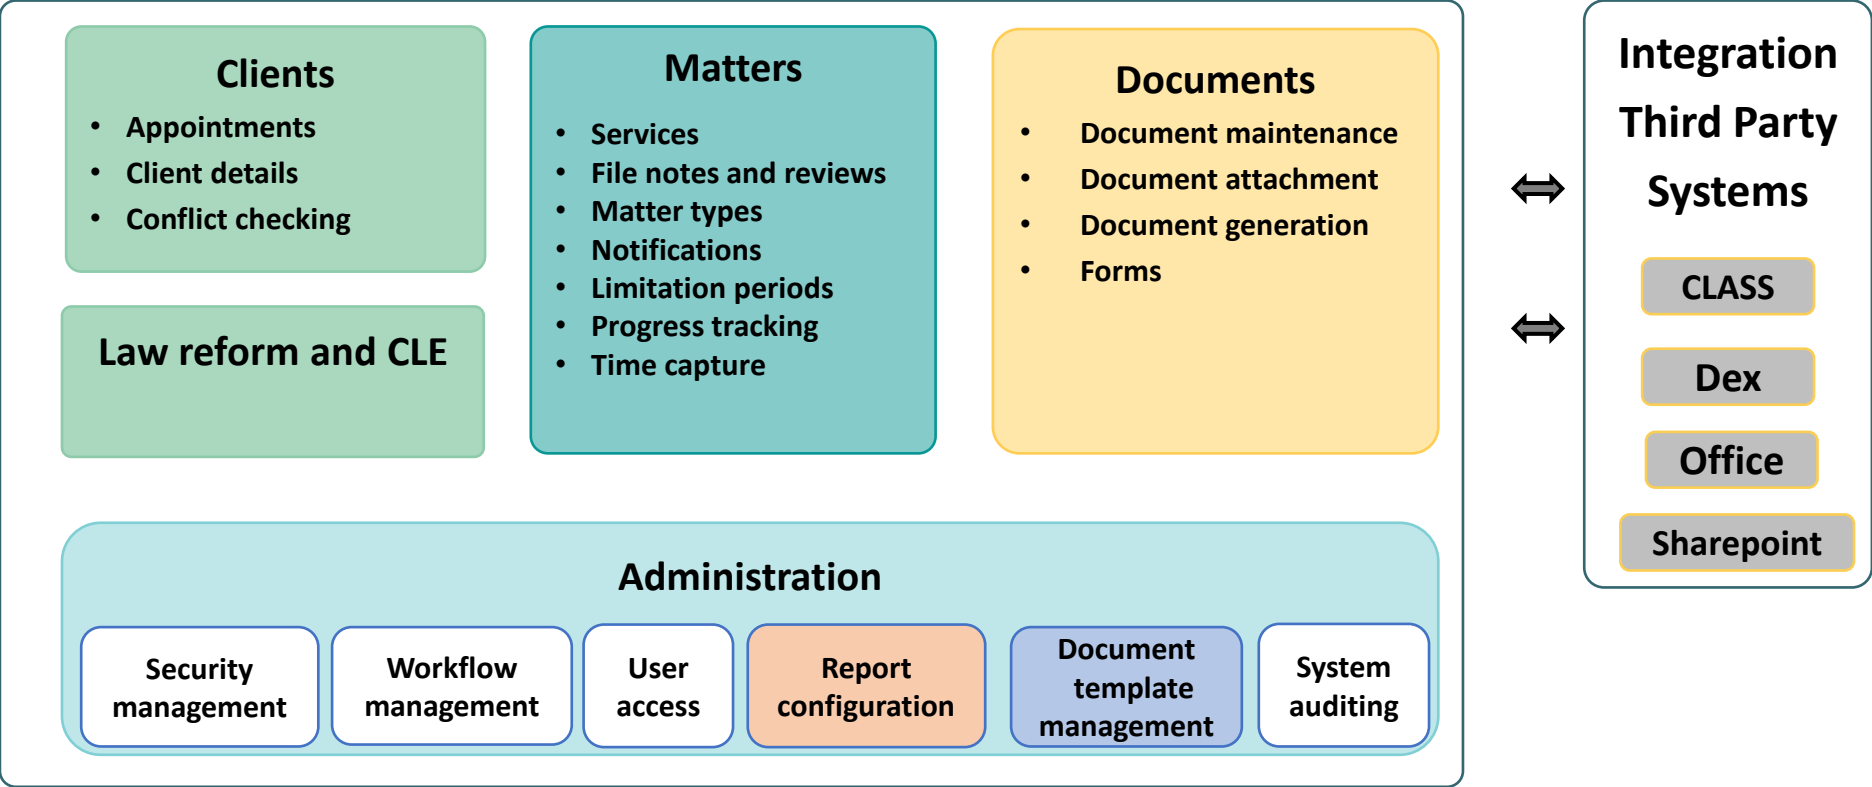 Clients
• Appointments
• Client details
• Conflict checking
Law reform and CLE
Matters
• Services
• File notes and reviews
• Matter types
• Notifications
• Limitation periods
• Progress tracking
• Time capture
Documents
• Document maintenance
• Document attachment
• Document generation
• Forms
Administration
Security
management
Workflow
management
User
access
Report
configuration
Document
template
management
System
auditing
Integration
Third Party
Systems
CLASS
Dex
Office
Sharepoint